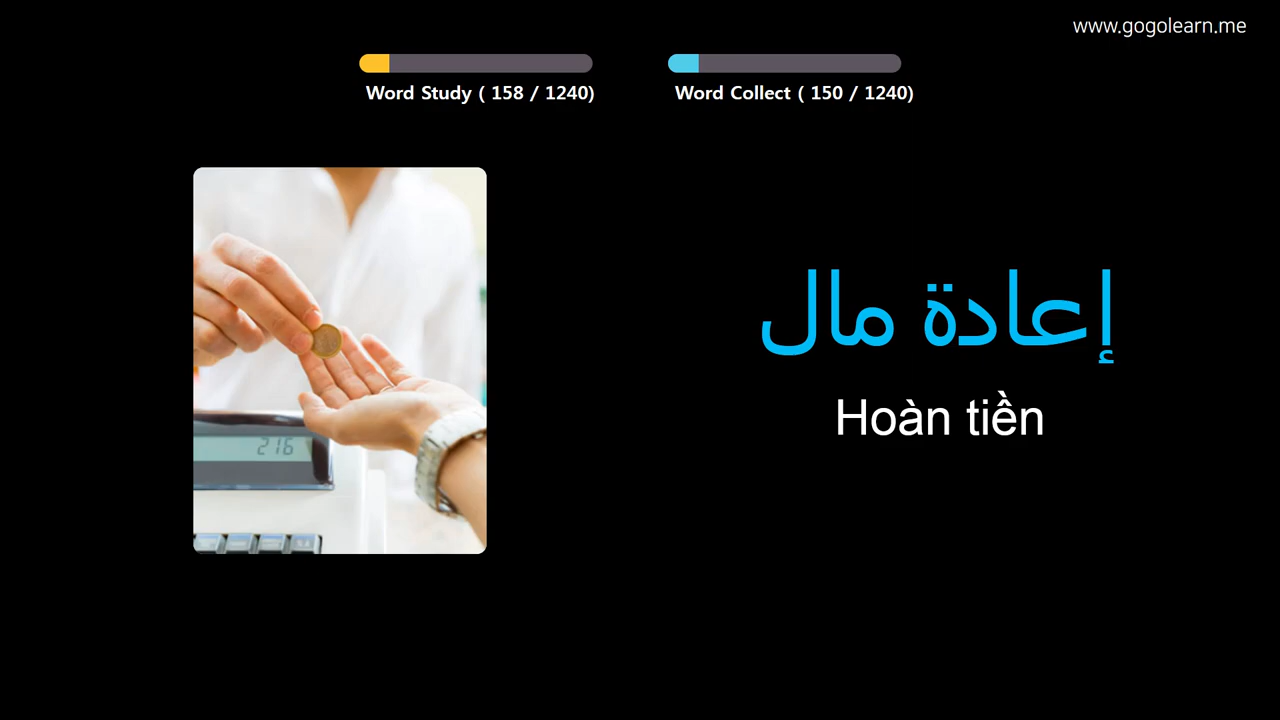 www.gogolearn.me
Word Study ( 158 / 1240)
Word Collect ( 150 / 1240)
216
إعادة مال
Hoàn tiền